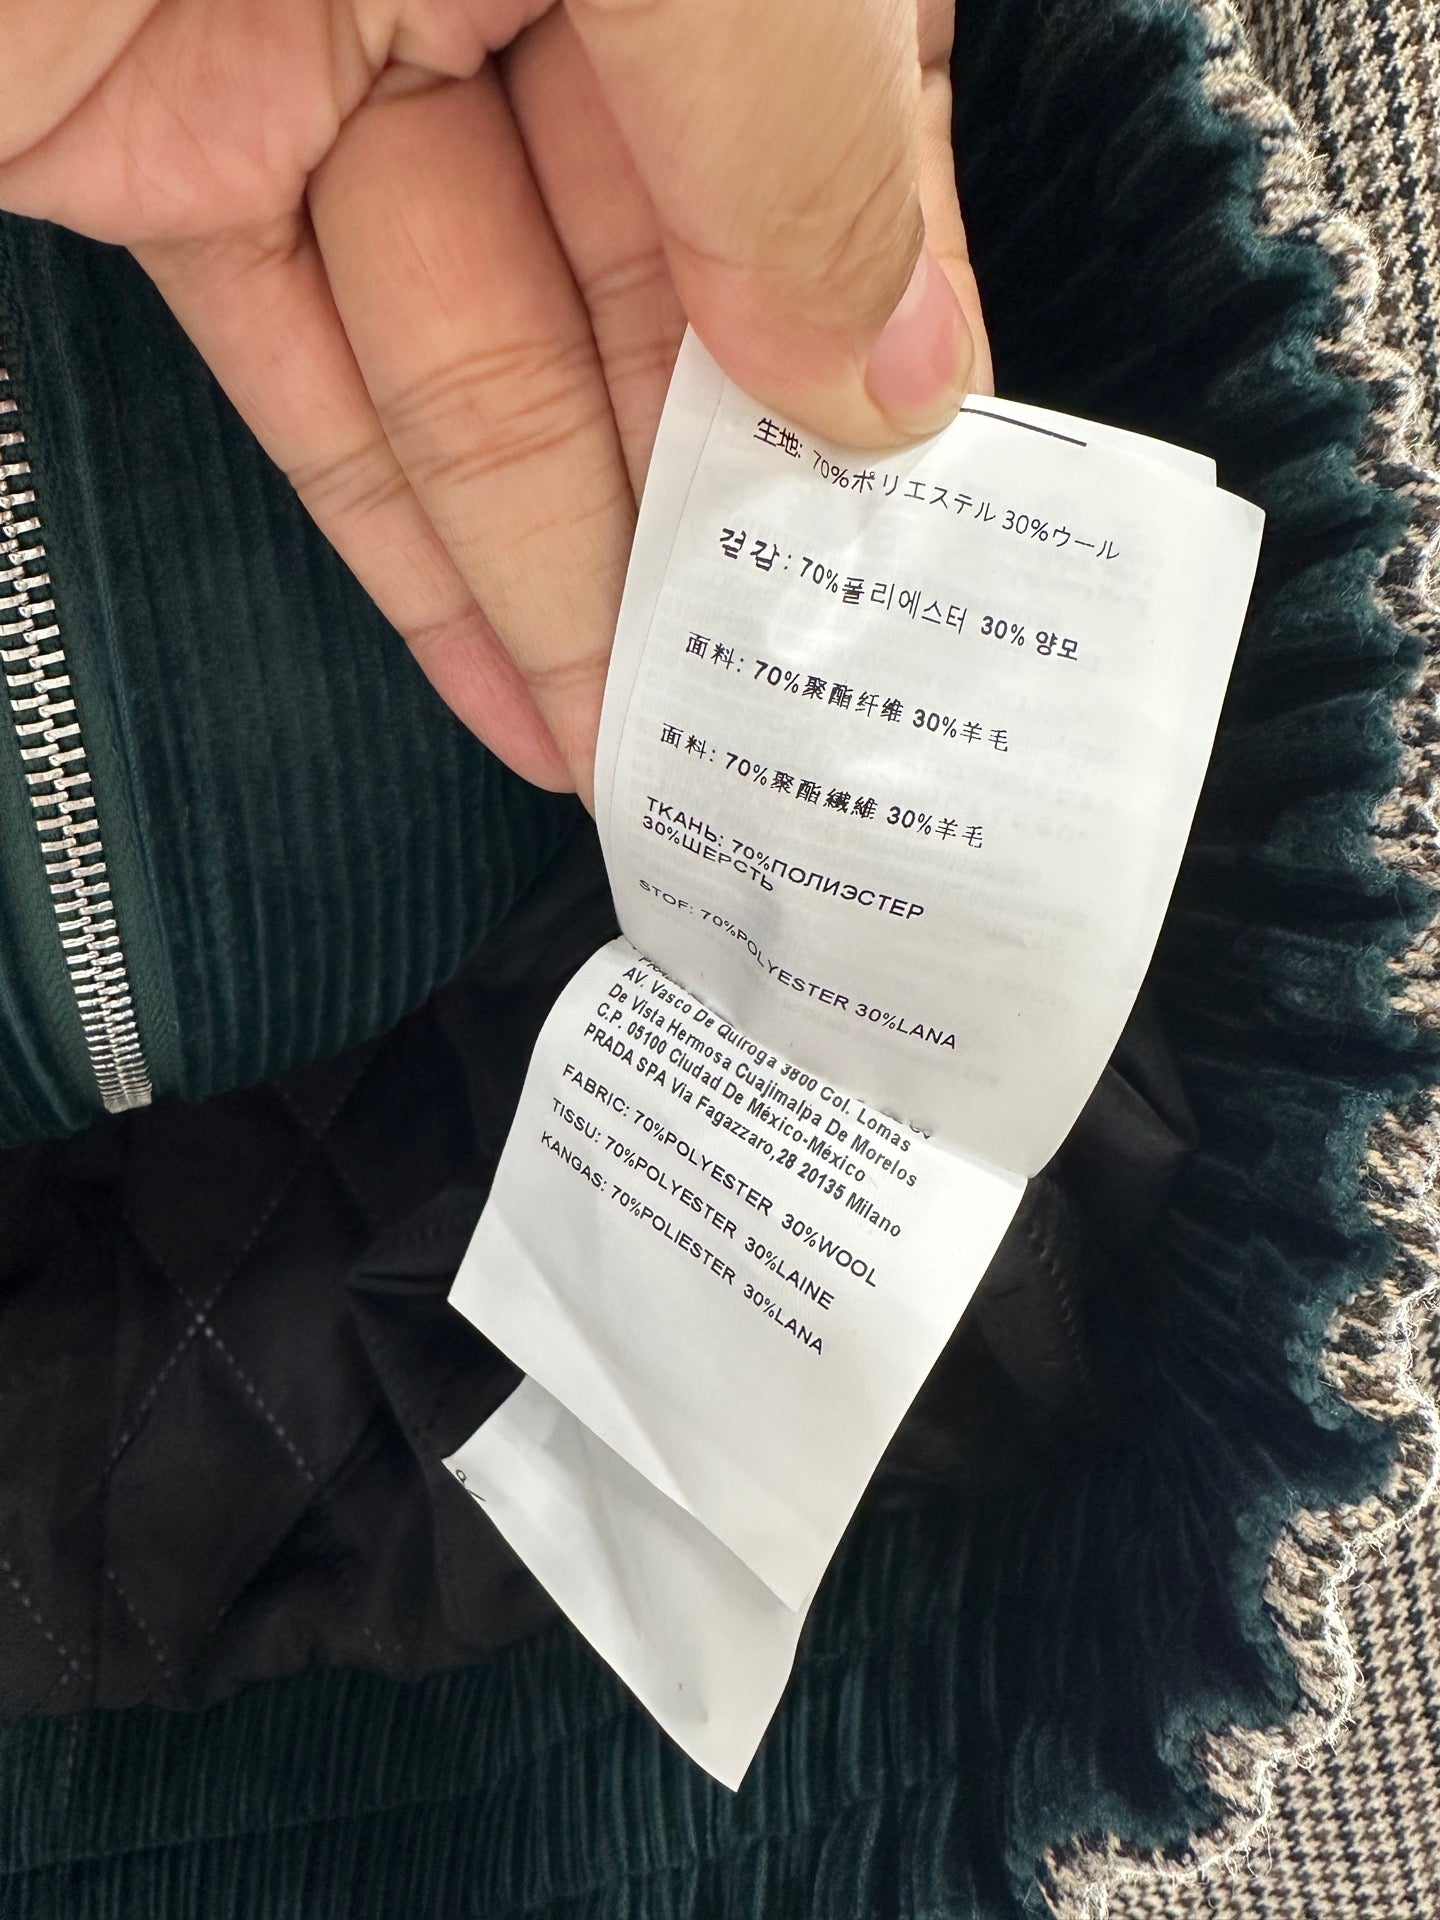 生地: 70%ポリエステル 30%ウール
겉감: 70%폴리에스터 30% 양모
面料: 70%聚酯纤维 30%羊毛
面料: 70%聚酯纖維 30%羊毛
ТКАНЬ: 70%ПОЛИЭСТЕР
30%ШЕРСТЬ
STOF: 70%POLYESTER 30%LANA
AV. Vasco De Quiroga 3800 Col. Lomas
De Vista Hermosa Cuajimalpa De Morelos
C.P. 05100 Ciudad De México-México
PRADA SPA Via Fagazzaro,28 20135 Milano
FABRIC: 70%POLYESTER 30%WOOL
TISSU: 70%POLYESTER 30%LAINE
KANGAS: 70%POLIESTER 30%LANA